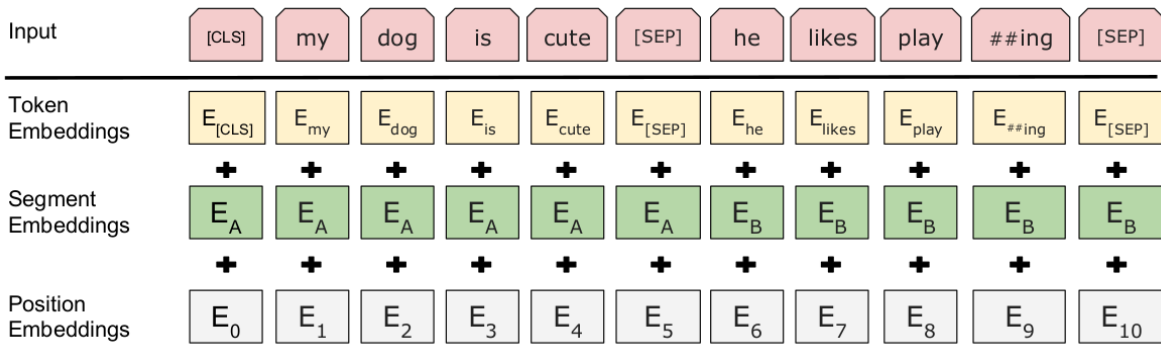 Input [CLS] my dog is cute [SEP] he likes play ##ing [SEP]
Token
Embeddings E[CLS] Emy Edog Eis Ecute E[SEP] Ehe Elikes Eplay E##ing E[SEP]
+ + + + + + + + + + +
Segment
Embeddings EA EA EA EA EA EA EB EB EB EB EB
+ + + + + + + + + + +
Position
Embeddings E0 E1 E2 E3 E4 E5 E6 E7 E8 E9 E10